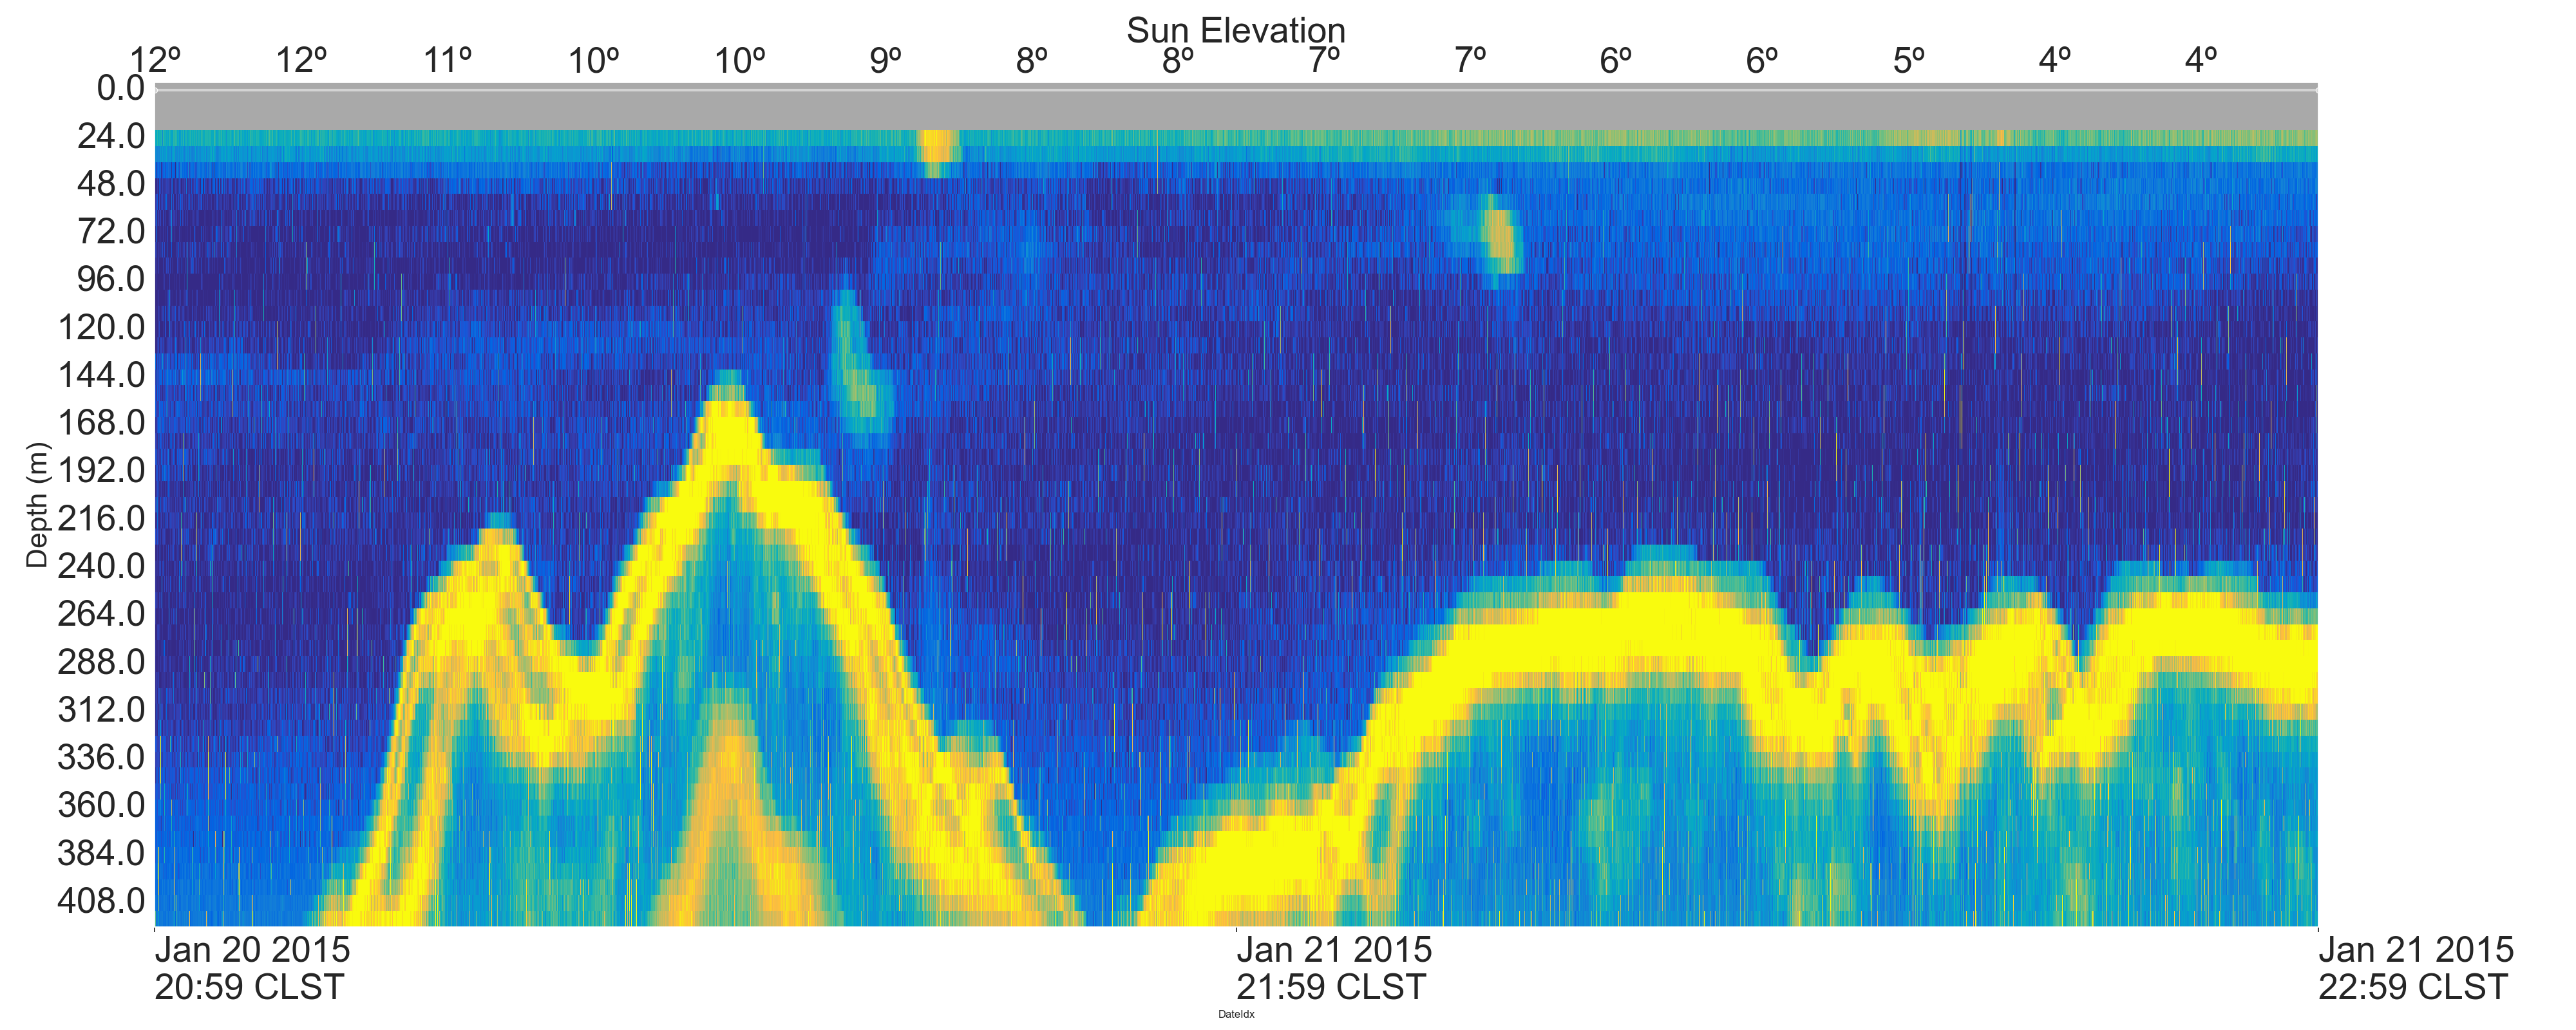 Sun Elevation
12º 12º 11º 10º 10º 9º 8º 8º 7º 7º 6º 6º 5º 4º 4º
0.0
24.0
48.0
72.0
96.0
120.0
144.0
168.0
192.0
216.0
240.0
264.0
288.0
312.0
336.0
360.0
384.0
408.0
Depth (m)
Jan 20 2015
20:59 CLST
Jan 21 2015
21:59 CLST
Jan 21 2015
22:59 CLST
DateIdx